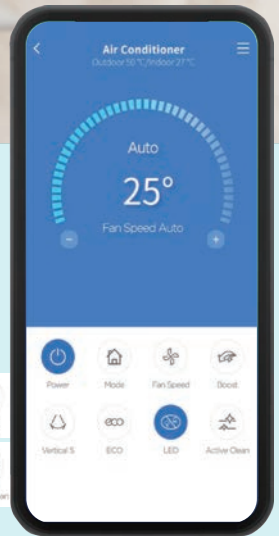 Air Conditioner
Outdoor 56 °C/Indoor 27 °C
Auto
25°
Fan Speed Auto
Power
Mode
Fan Speed
Boost
Vertical S
eco
ECO
LED
Active Clean